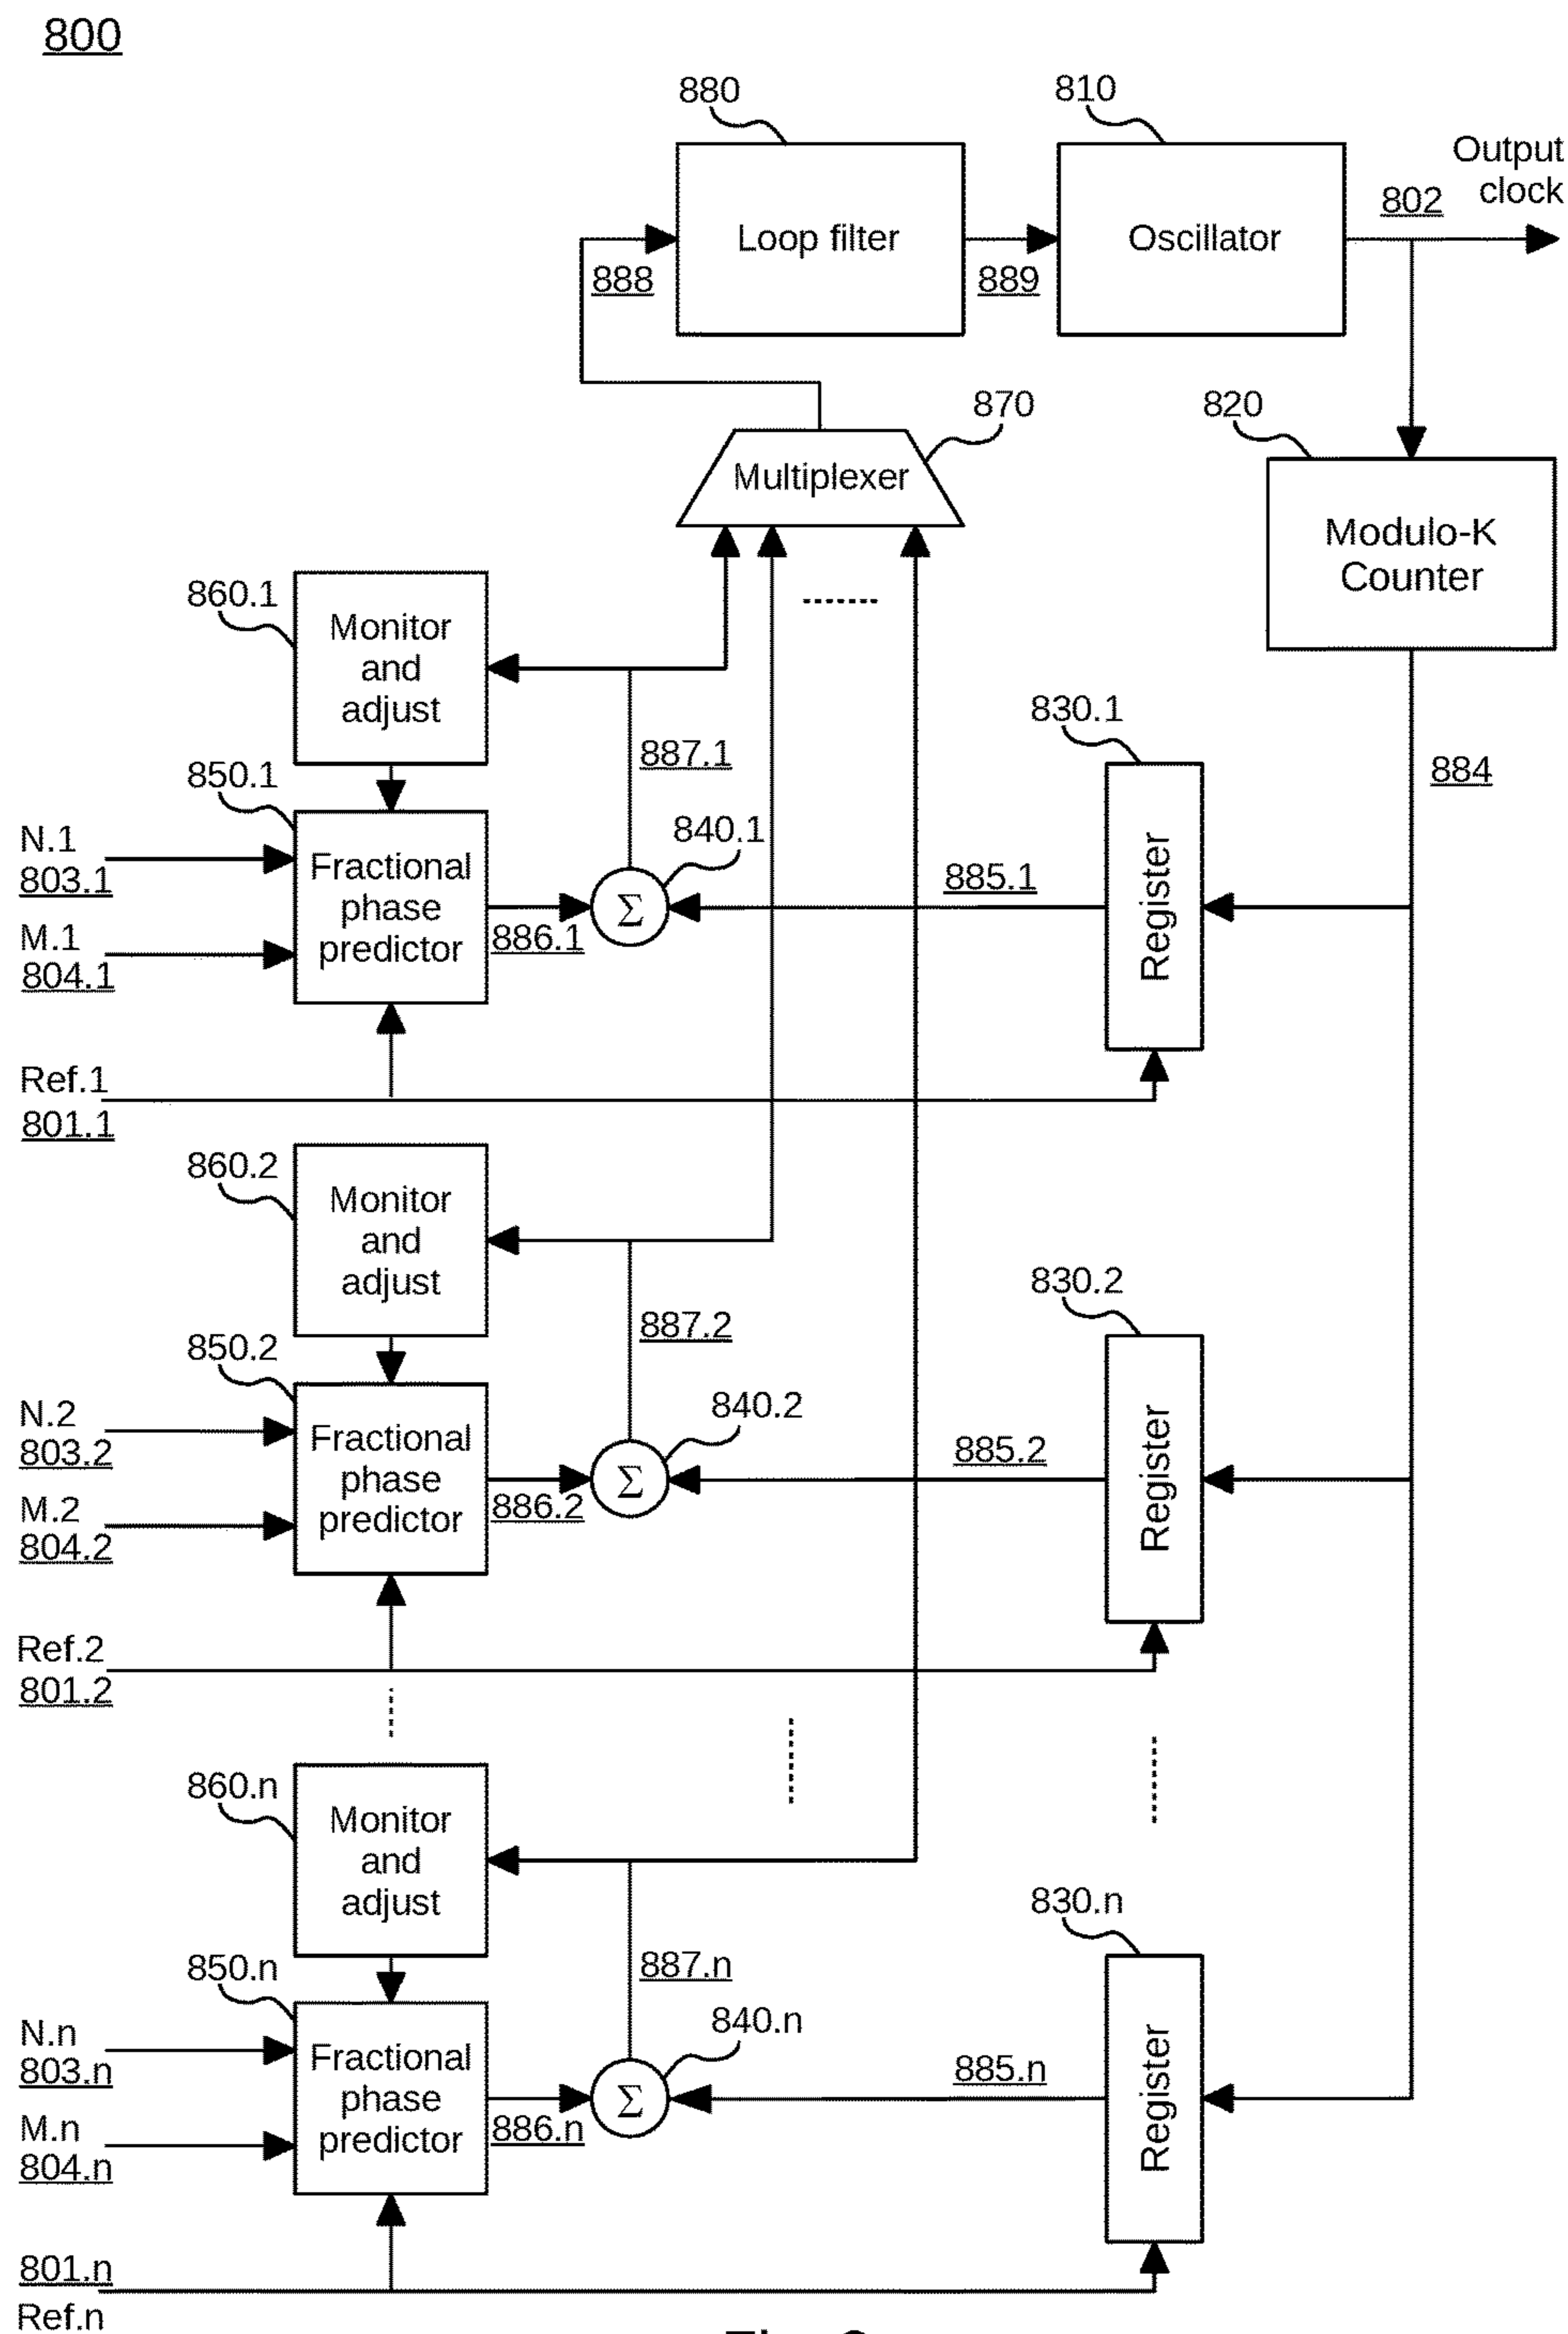 800
880
810
Output
clock
802
Loop filter
Oscillator
888
889
870
820
Multiplexer
Modulo-K
Counter
860.1
Monitor
and
adjust
830.1
887.1
884
850.1
840.1
N.1
803.1
Fractional
phase
predictor
885.1
Register
M.1
804.1
886.1
Ref.1
801.1
860.2
Monitor
and
adjust
830.2
887.2
850.2
840.2
N.2
803.2
Fractional
phase
predictor
885.2
Register
M.2
804.2
886.2
Ref.2
801.2
860.n
Monitor
and
adjust
830.n
887.n
850.n
840.n
N.n
803.n
Fractional
phase
predictor
885.n
Register
M.n
804.n
886.n
801.n
Ref.n
Σ
Σ
Σ